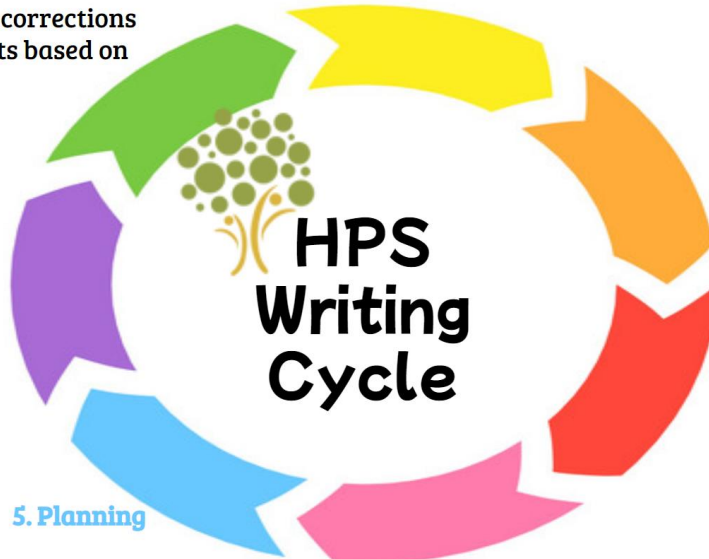 corrections
ts based on
HPS
Writing
Cycle
5. Planning